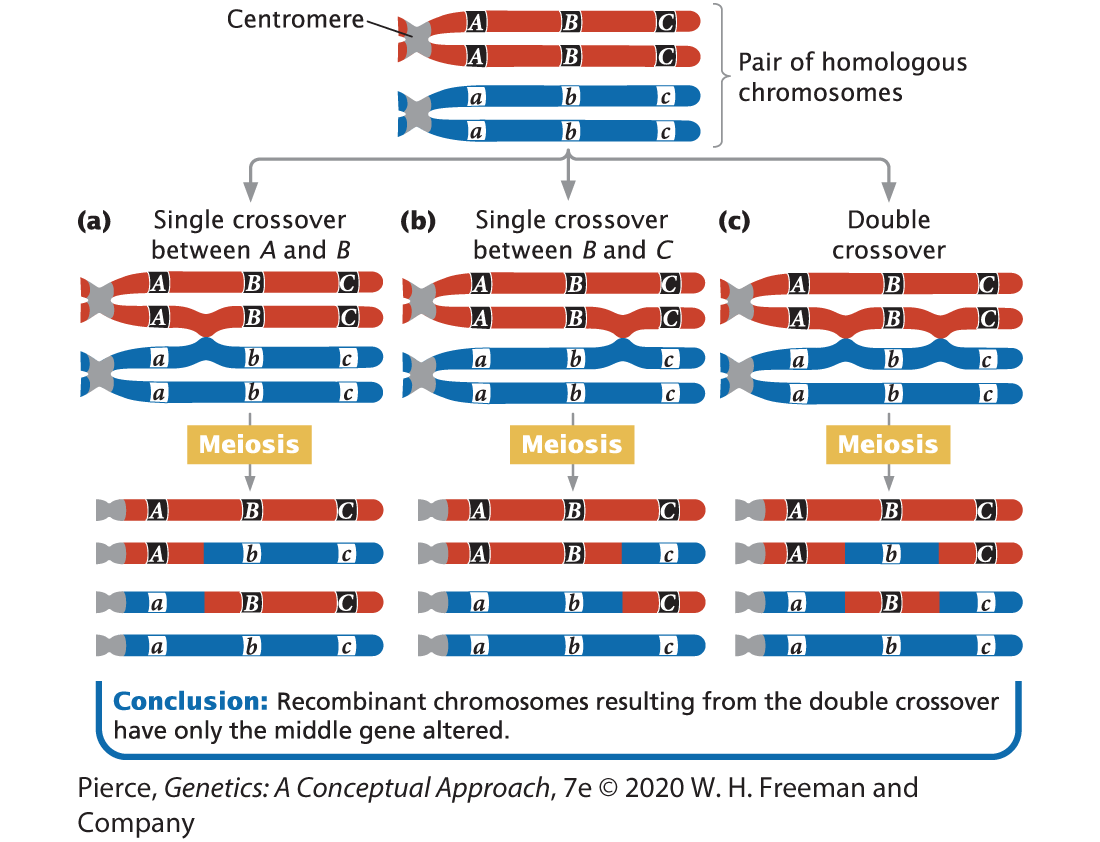 Centromere
A B C
A B C
a b c
a b c
Pair of homologous
chromosomes
(a) Single crossover
between A and B
A B C
A B C
a b c
a b c
Meiosis
A B C
A b c
a B C
a b c
(b) Single crossover
between B and C
A B C
A B C
a b c
a b c
Meiosis
A B C
A B c
a b C
a b c
(c) Double
crossover
A B C
A B C
a b c
a b c
Meiosis
A B C
A b C
a B c
a b c
Conclusion: Recombinant chromosomes resulting from the double crossover
have only the middle gene altered.
Pierce, Genetics: A Conceptual Approach, 7e © 2020 W. H. Freeman and
Company